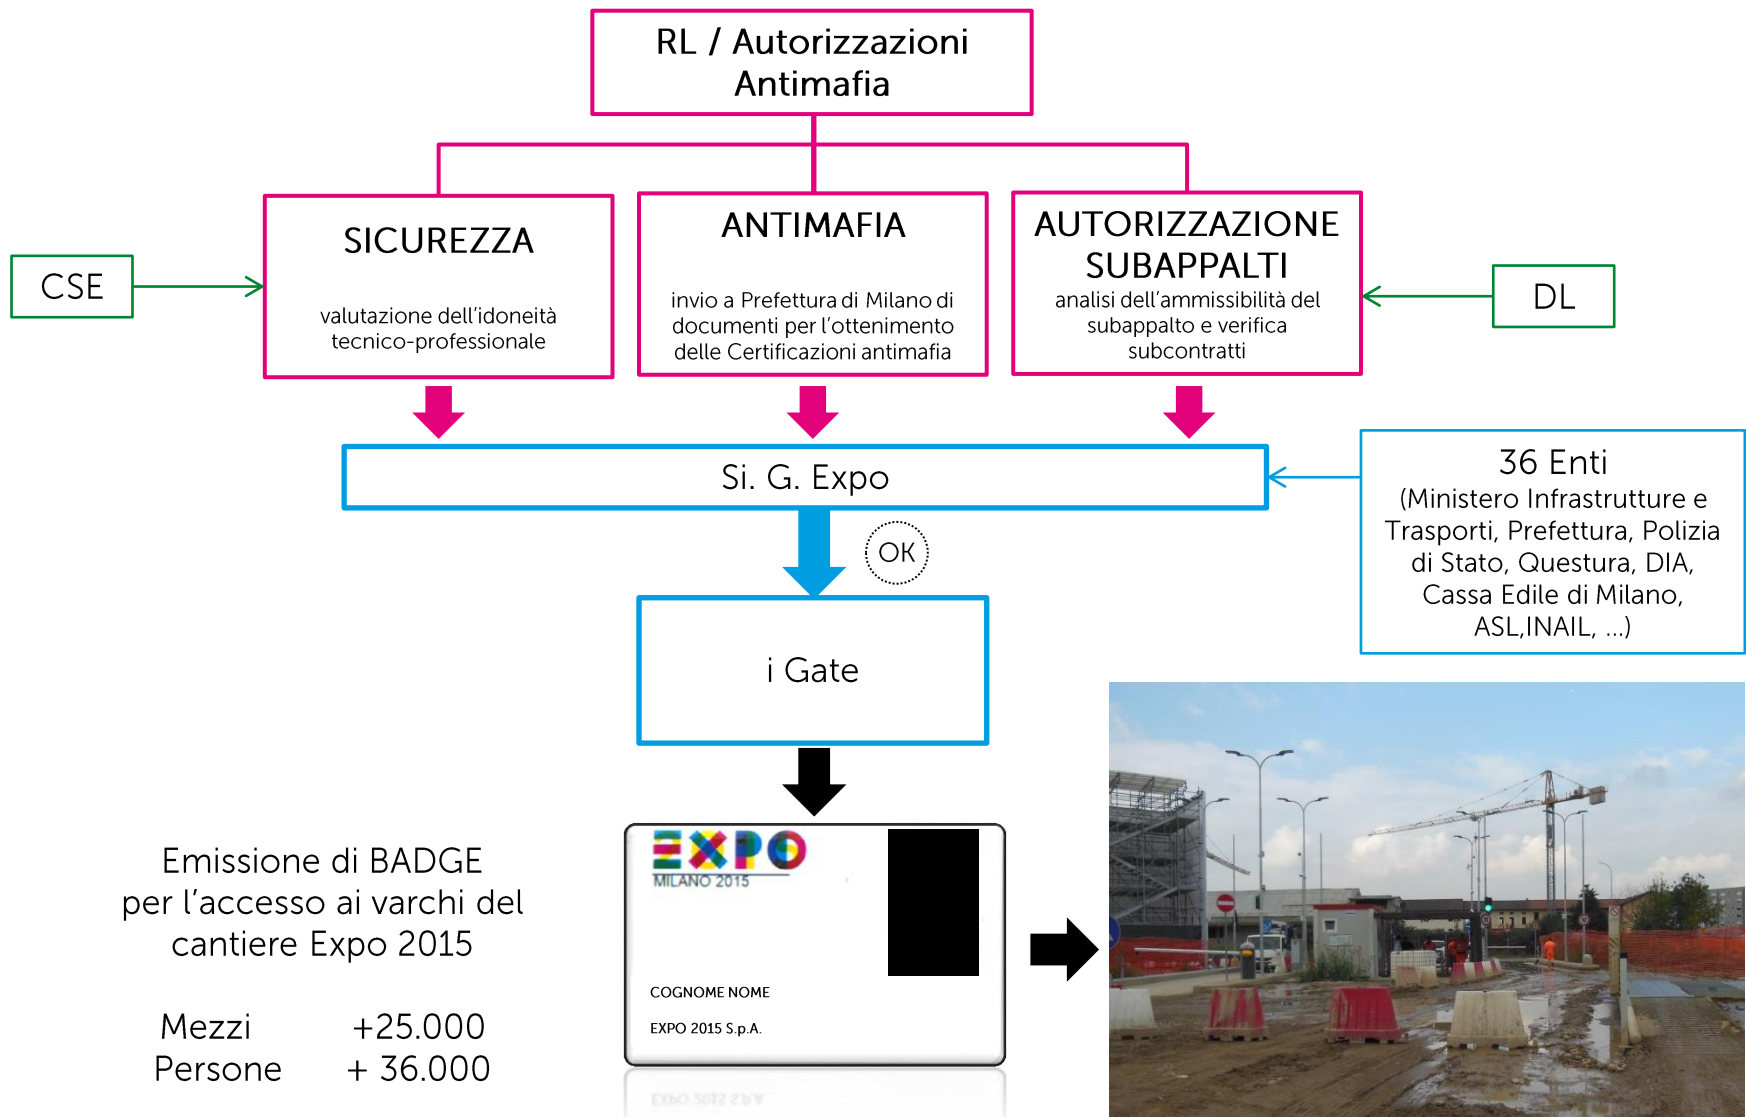 RL / Autorizzazioni
Antimafia
SICUREZZA
valutazione dell'idoneità
tecnico-professionale
ANTIMAFIA
invio a Prefettura di Milano di
documenti per l'ottenimento
delle Certificazioni antimafia
AUTORIZZAZIONE
SUBAPPALTI
analisi dell'ammissibilità del
subappalto e verifica
subcontratti
CSE
DL
Si. G. Expo
36 Enti
(Ministero Infrastrutture e
Trasporti, Prefettura, Polizia
di Stato, Questura, DIA,
Cassa Edile di Milano,
ASL,INAIL, ...)
OK
i Gate
Emissione di BADGE
per l'accesso ai varchi del
cantiere Expo 2015
Mezzi +25.000
Persone + 36.000
EXPO
MILANO 2015
COGNOME NOME
EXPO 2015 S.p.A.